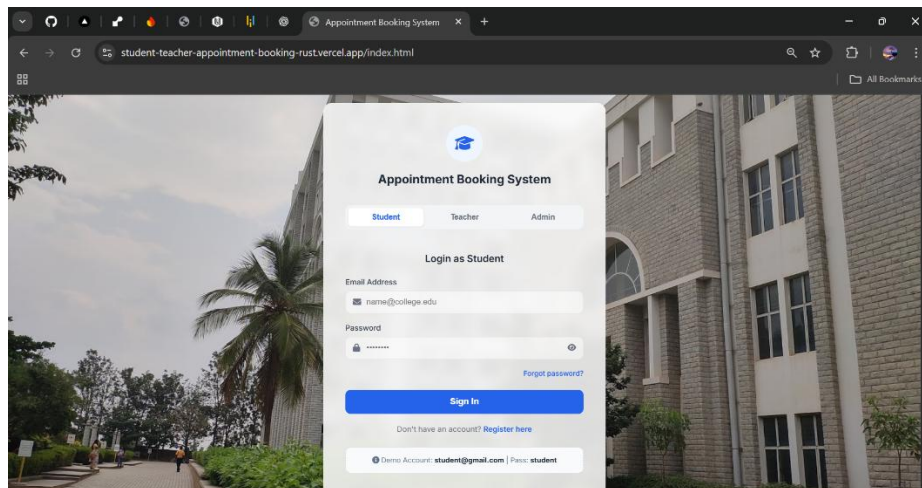 Appointment Booking System
student-teacher-appointment-booking-rust.vercel.app/index.html
All Bookmarks
Appointment Booking System
Student Teacher Admin
Login as Student
Email Address
name@college.edu
Password
........
Forgot password?
Sign In
Don't have an account? Register here
Demo Account: student@gmail.com | Pass: student